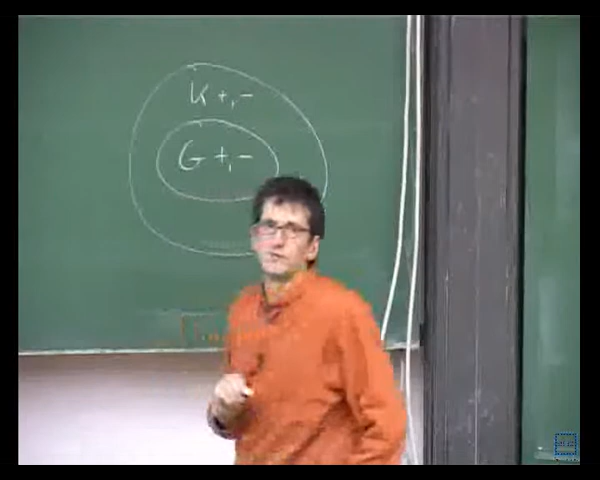 K +,-
G +,-